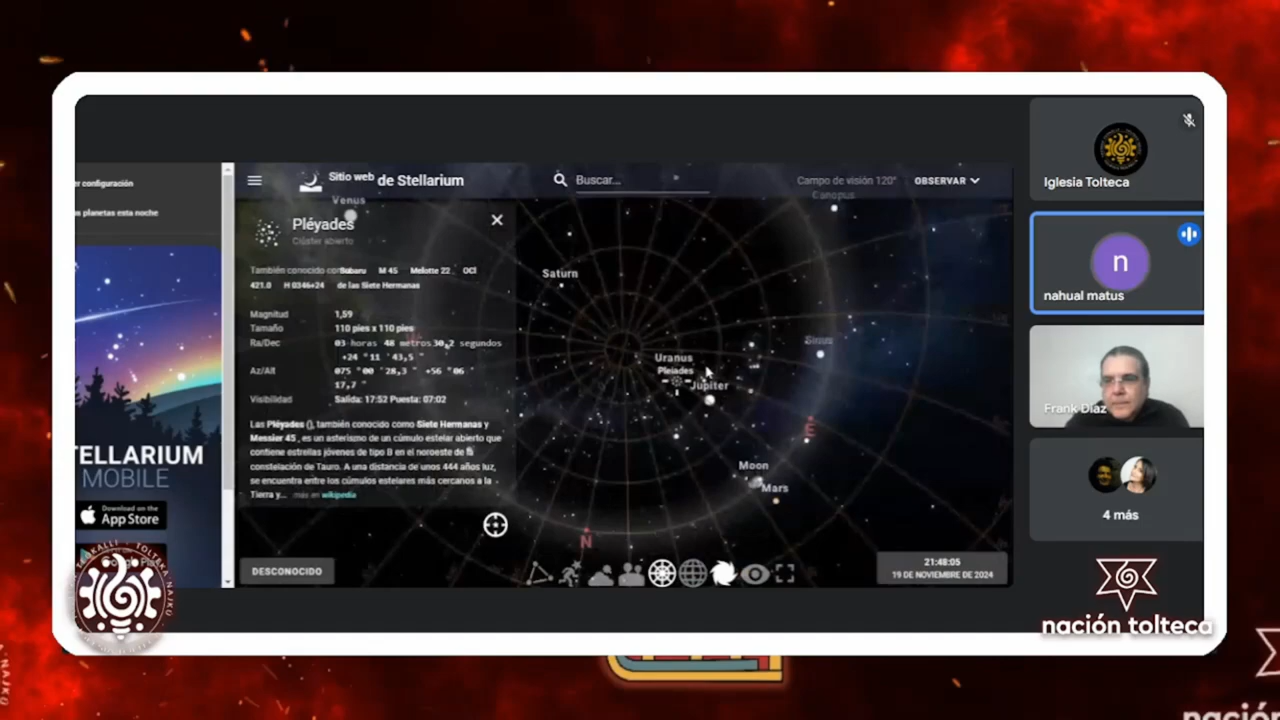 er configuración
s planetas esta noche
TELLARIUM
MOBILE
Download on the
App Store
Sitio web de Stellarium
Buscar...
Campo de visión 120°
OBSERVAR
Canopus
Venus
Pléyades
Clúster abierto
También conocido como Subaru M 45 Melotte 22 OCl
421.0 H 0346+24 de las Siete Hermanas
Magnitud 1,59
Tamaño 110 pies x 110 pies
Ra/Dec 03 horas 48 metros 30,2 segundos
+24 °11 '43,5 "
Az/Alt 075 °00 '28,3 " +56 °06 '
17,7 "
Visibilidad Salida: 17:52 Puesta: 07:02
Las Pléyades (), también conocido como Siete Hermanas y
Messier 45 , es un asterismo de un cúmulo estelar abierto que
contiene estrellas jóvenes de tipo B en el noroeste de la
constelación de Tauro. A una distancia de unos 444 años luz,
se encuentra entre los cúmulos estelares más cercanos a la
Tierra y... más en wikipedia
Saturn
Sirius
Uranus
Pleiades
Jupiter
E
Moon
Mars
N
DESCONOCIDO
21:48:05
19 DE NOVIEMBRE DE 2024
Iglesia Tolteca
n
nahual matus
Frank Díaz
4 más
nación tolteca
nación